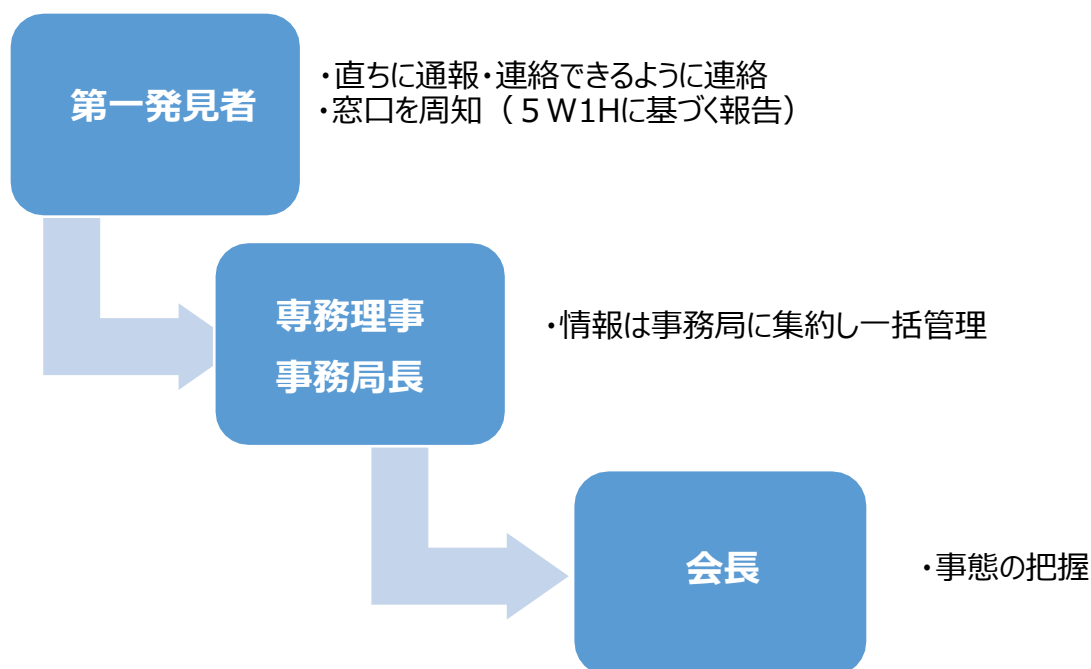 第一発見者
・直ちに通報・連絡できるように連絡
・窓口を周知（５W1Hに基づく報告）
専務理事
事務局長
・情報は事務局に集約し一括管理
会長
・事態の把握